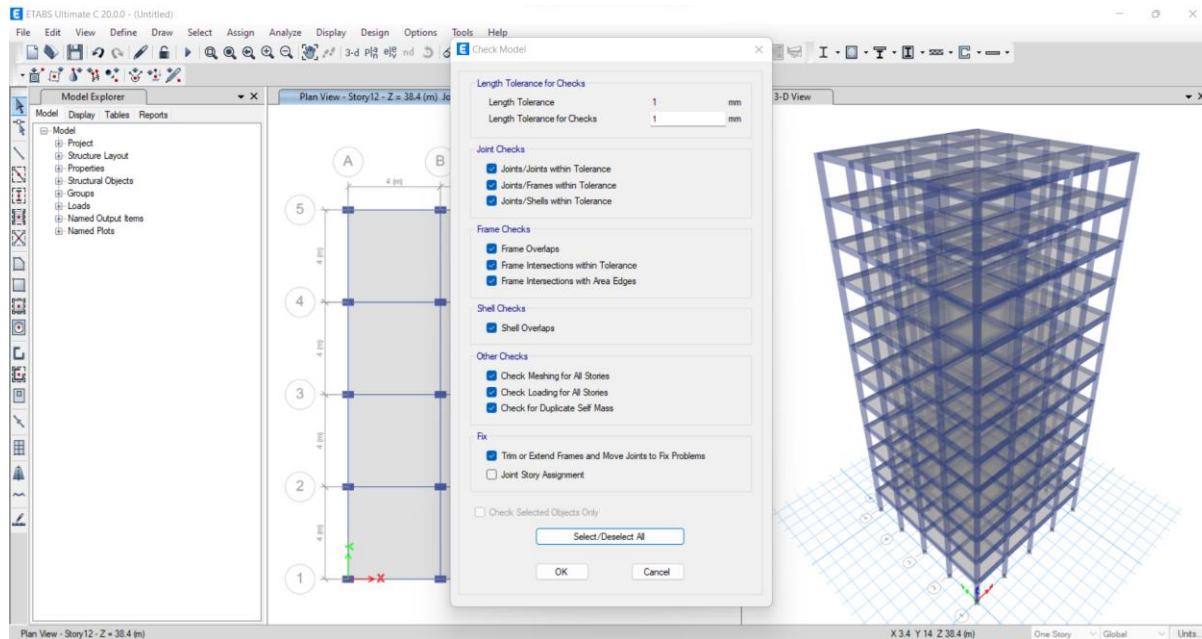 ETABS Ultimate C 20.0.0 - (Untitled)
File Edit View Define Draw Select Assign Analyze Display Design Options Tools Help
3-d
nd
Model Explorer
Model Display Tables Reports
Model
Project
Structure Layout
Properties
Structural Objects
Groups
Loads
Named Output Items
Named Plots
Plan View - Story12 - Z = 38.4 (m) Jo
A
B
4 (m)
5
4 (m)
4
4 (m)
3
4 (m)
2
4 (m)
1
Y
X
Check Model
Length Tolerance for Checks
Length Tolerance 1 mm
Length Tolerance for Checks 1 mm
Joint Checks
Joints/Joints within Tolerance
Joints/Frames within Tolerance
Joints/Shells within Tolerance
Frame Checks
Frame Overlaps
Frame Intersections within Tolerance
Frame Intersections with Area Edges
Shell Checks
Shell Overlaps
Other Checks
Check Meshing for All Stories
Check Loading for All Stories
Check for Duplicate Self Mass
Fix
Trim or Extend Frames and Move Joints to Fix Problems
Joint Story Assignment
Check Selected Objects Only
Select/Deselect All
OK Cancel
3-D View
Plan View - Story12 - Z = 38.4 (m)
X 3.4 Y 14 Z 38.4 (m)
One Story
Global
Units